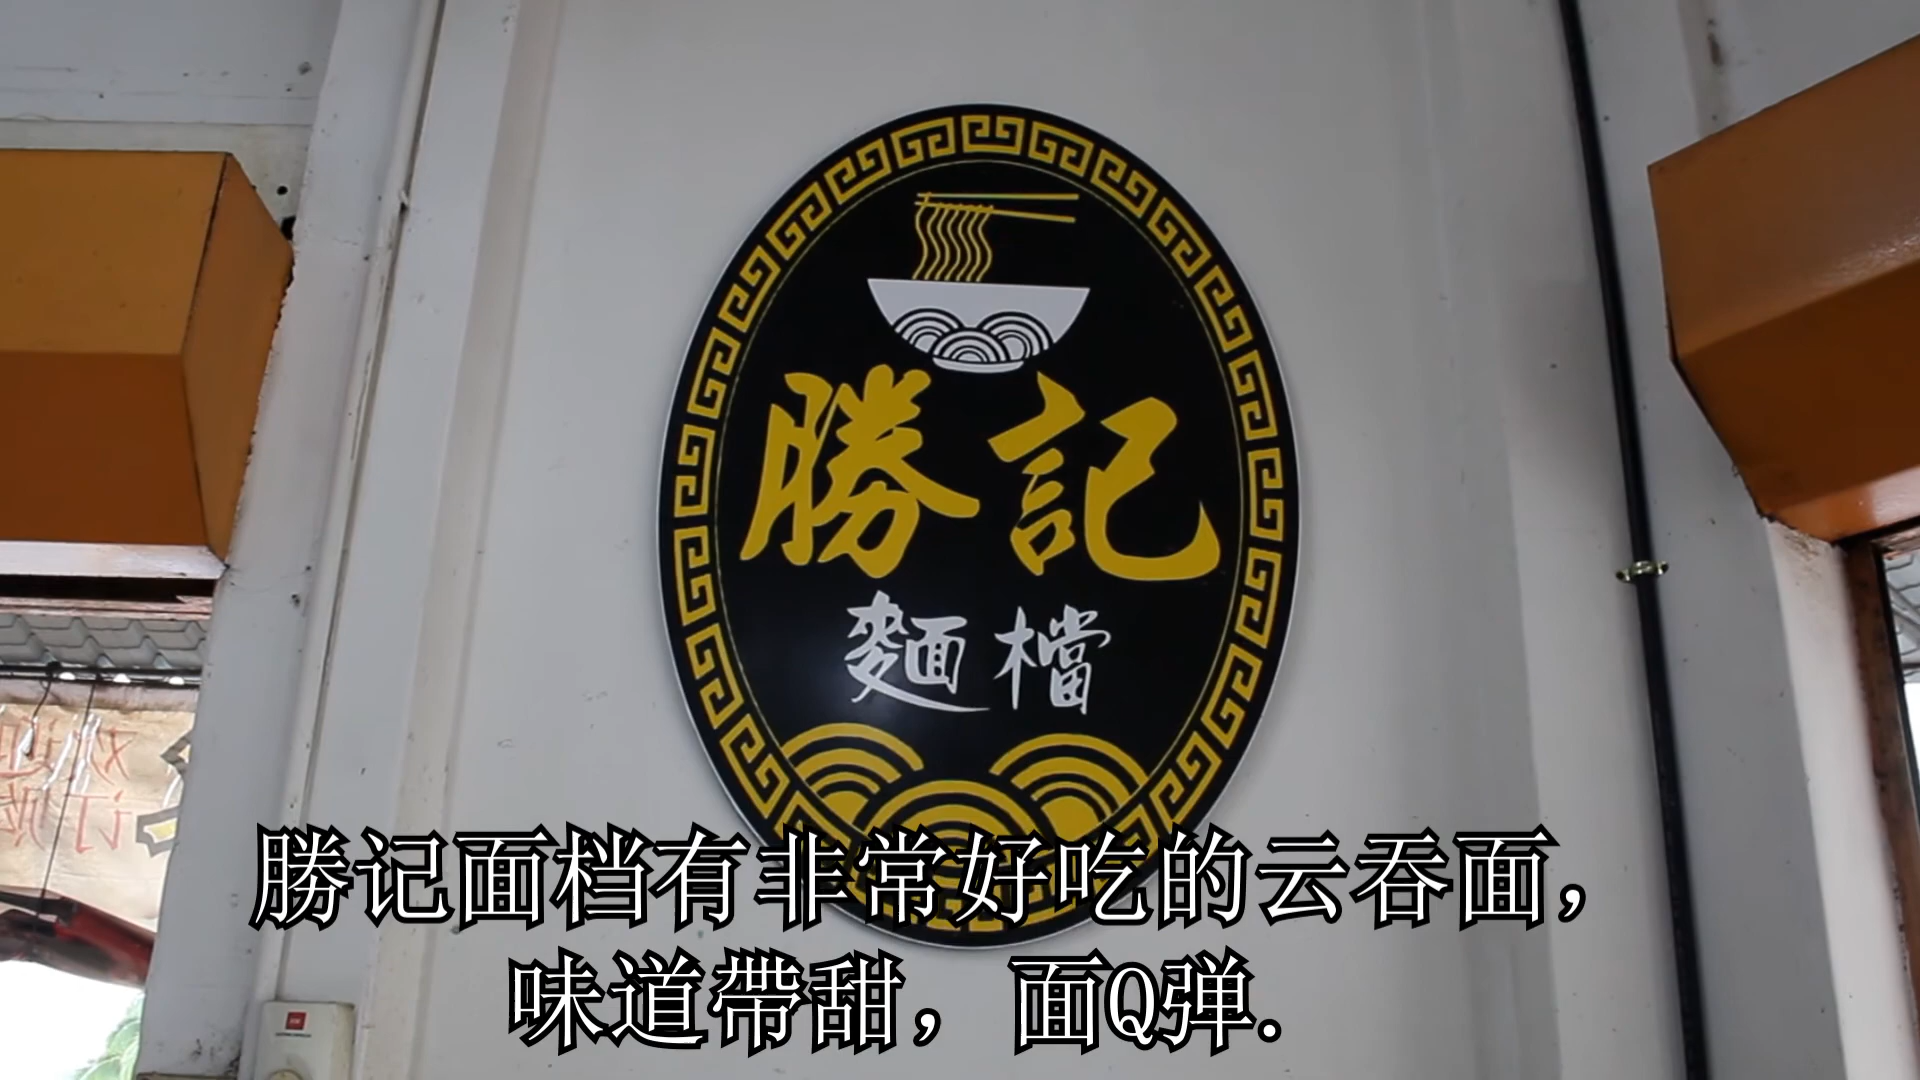 勝記
麵檔
勝记面档有非常好吃的云吞面，
味道帶甜，面Q弹.